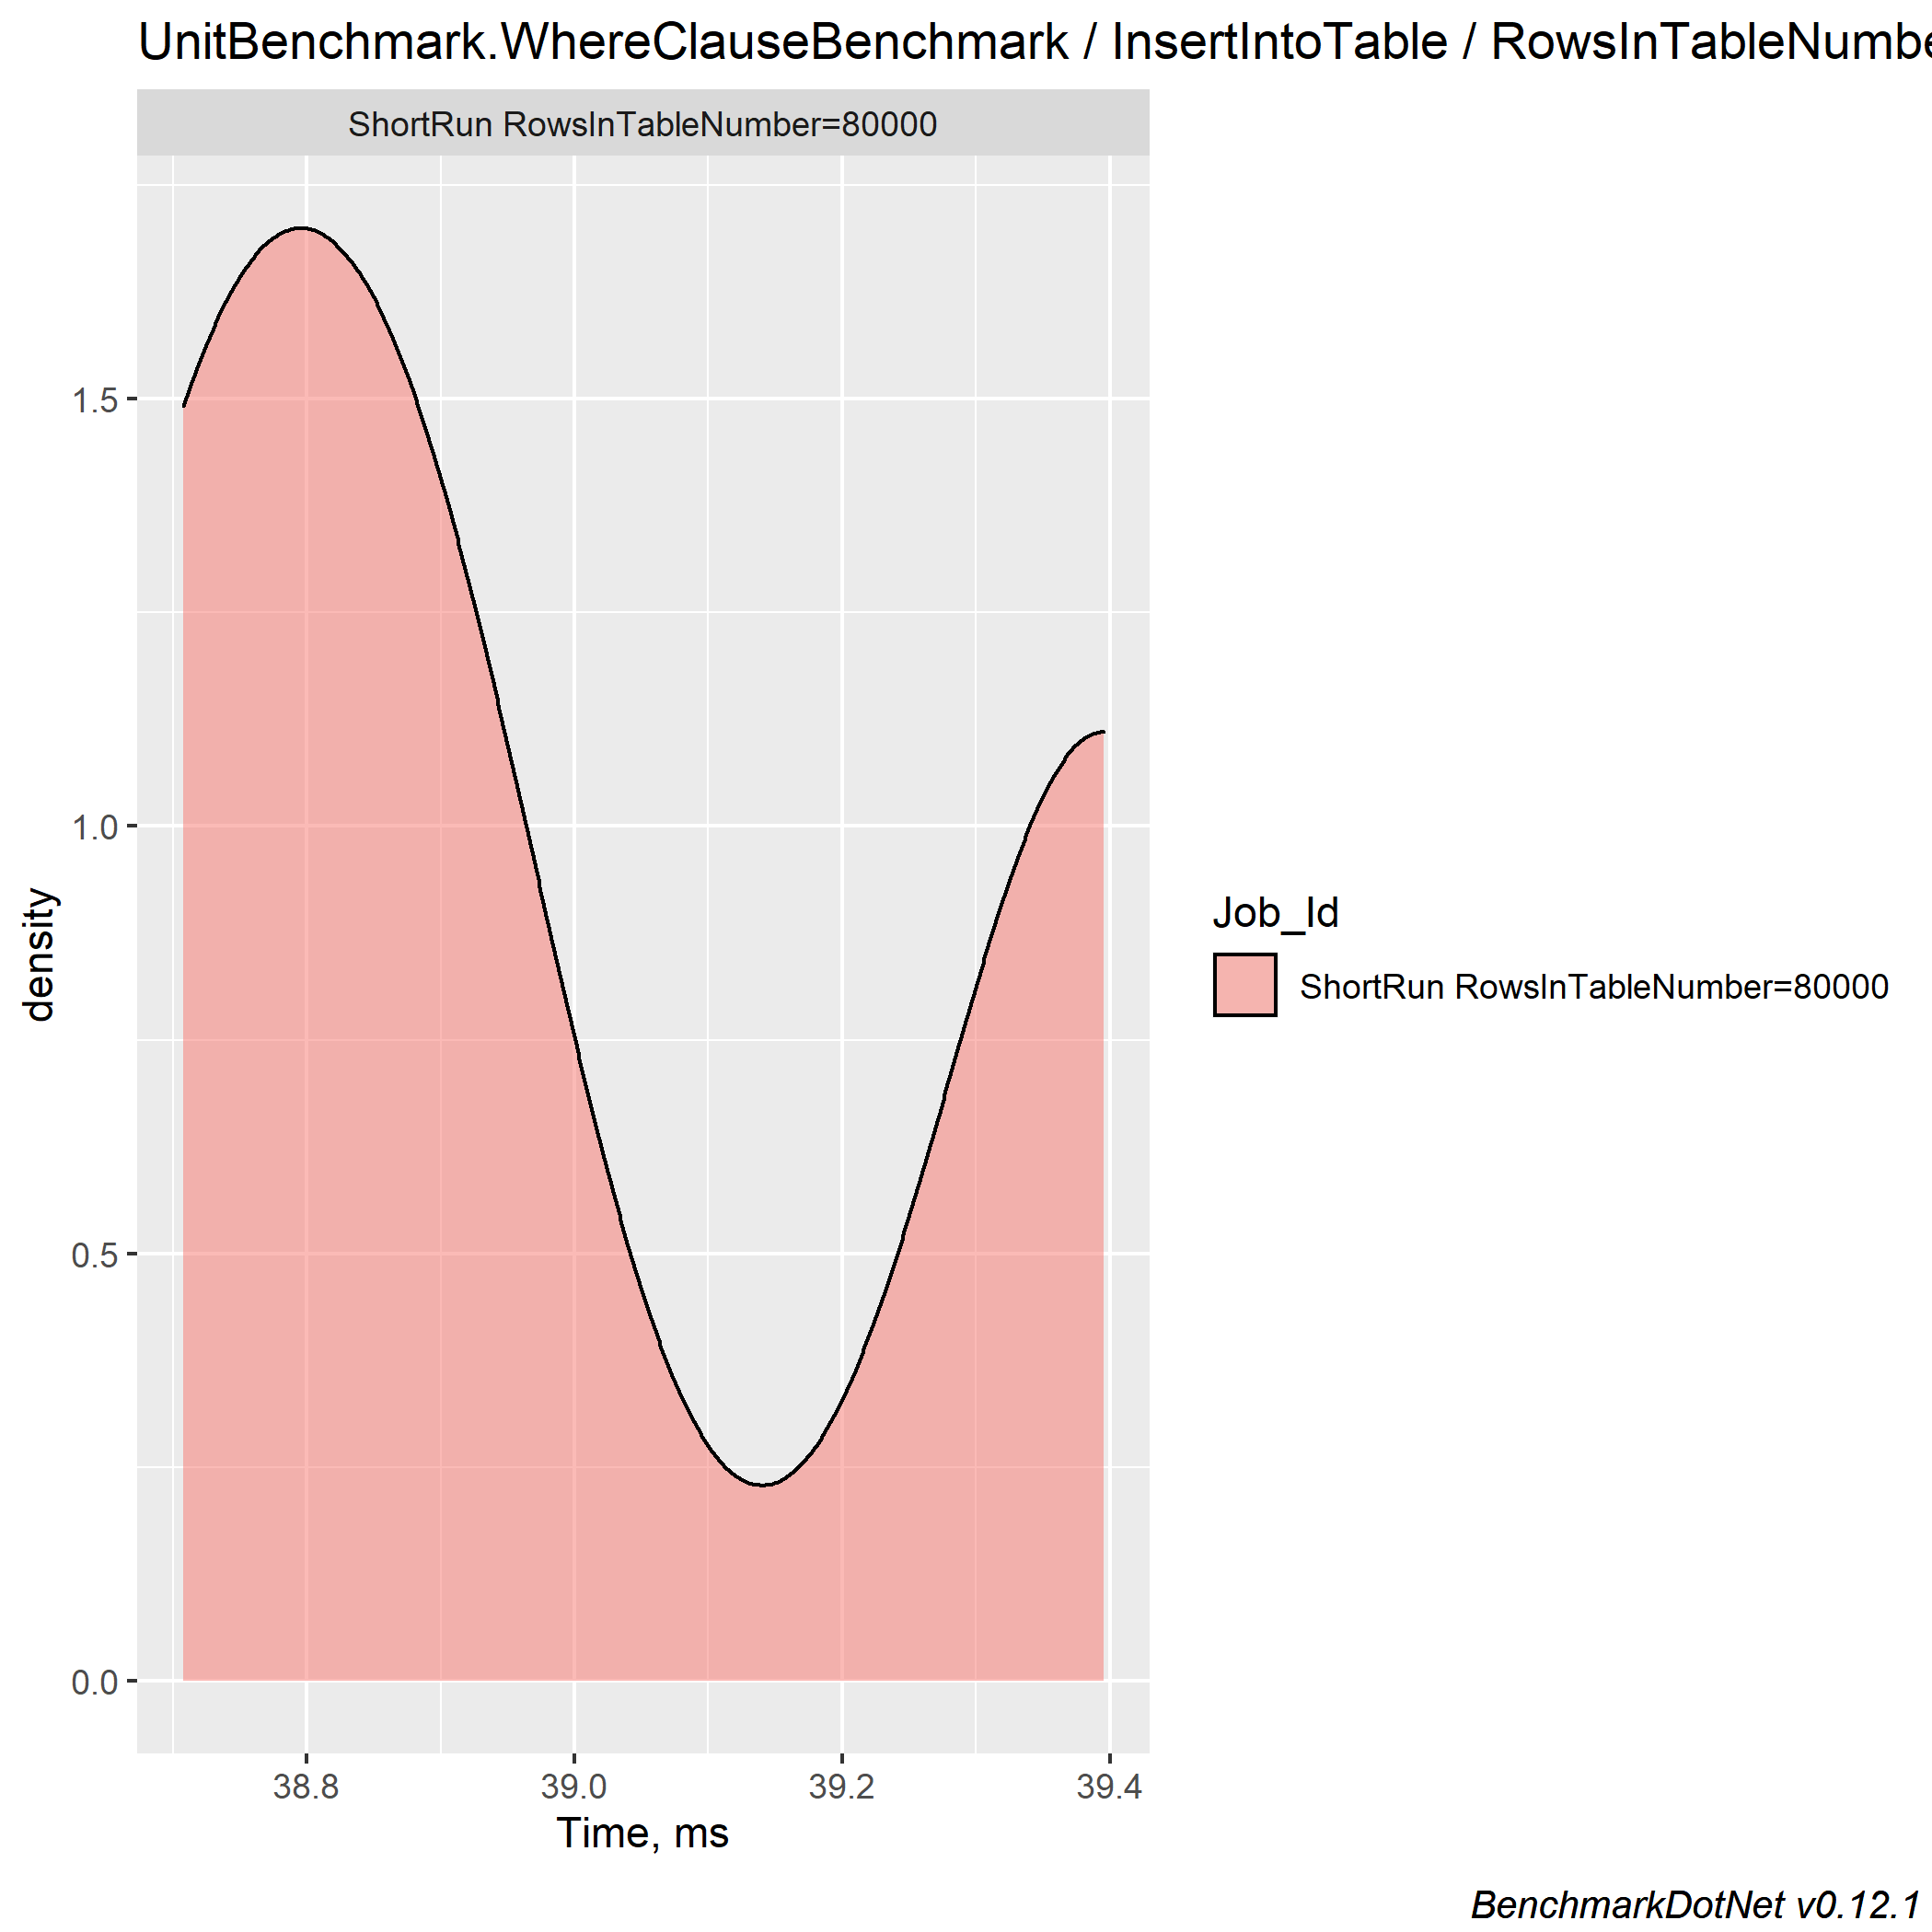 UnitBenchmark.WhereClauseBenchmark / InsertIntoTable / RowsInTableNumbe
ShortRun RowsInTableNumber=80000
1.5
1.0
0.5
0.0
density
38.8 39.0 39.2 39.4
Time, ms
Job_Id
ShortRun RowsInTableNumber=80000
BenchmarkDotNet v0.12.1